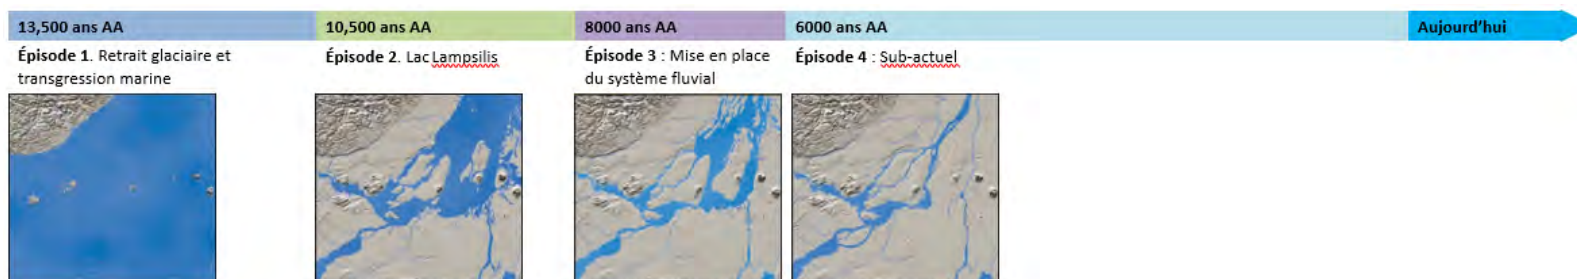 13,500 ans AA
10,500 ans AA
8000 ans AA
6000 ans AA
Aujourd'hui
Épisode 1. Retrait glaciaire et
transgression marine
Épisode 2. Lac Lampsilis
Épisode 3 : Mise en place
du système fluvial
Épisode 4 : Sub-actuel